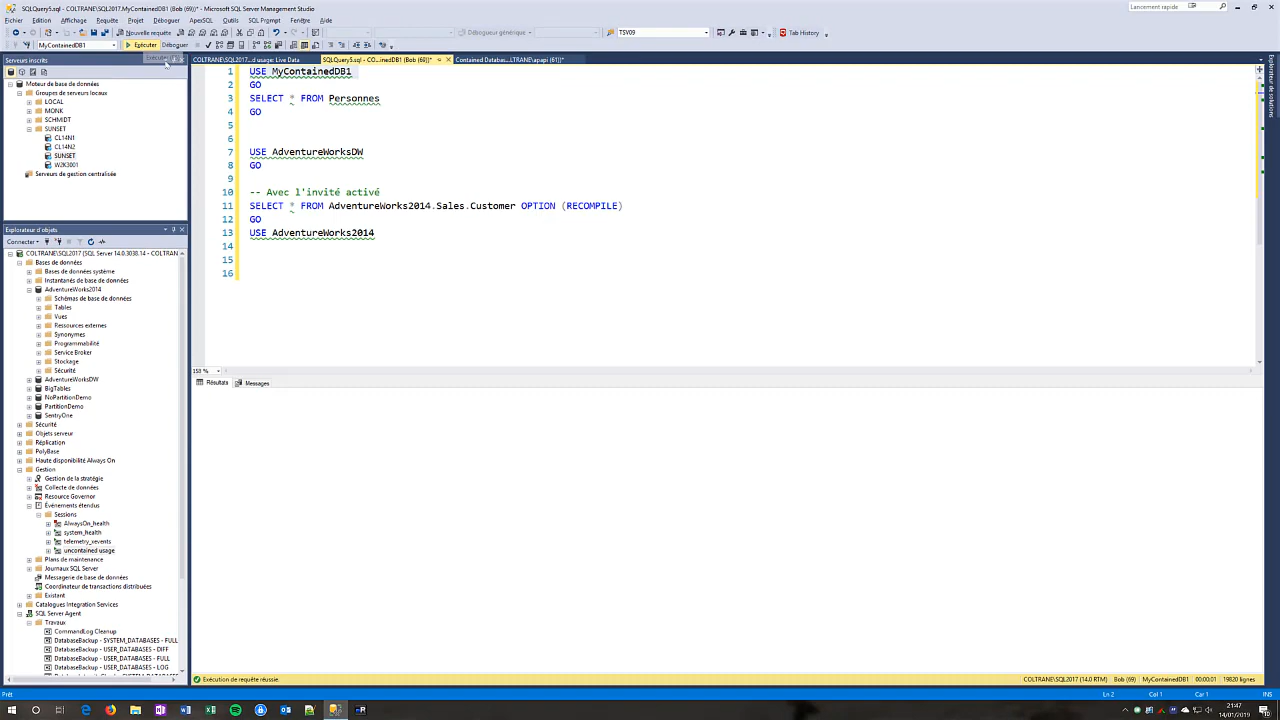 SQLQuery5.sql - COLTRANE\SQL2017.MyContainedDB1 (Bob (69))* - Microsoft SQL Server Management Studio
Lancement rapide
Fichier Edition Affichage Requête Projet Déboguer ApexSQL Outils SQL Prompt Fenêtre Aide
Nouvelle requête
Débogueur générique
TSV09
Tab History
MyContainedDB1
Exécuter Déboguer
Serveurs inscrits
SQLQuery5.sql - CO...inedDB1 (Bob (69))*
COLTRANE\SQL2017...d usage: Live Data
Contained Databas...LTRANE\apapi (61))*
Moteur de base de données
Groupes de serveurs locaux
LOCAL
MONK
SCHMIDT
SUNSET
CL14N1
CL14N2
SUNSET
W2K3001
Serveurs de gestion centralisée
Explorateur d'objets
Connecter
COLTRANE\SQL2017 (SQL Server 14.0.3038.14 - COLTRAN
Bases de données
Bases de données système
Instantanés de base de données
AdventureWorks2014
Schémas de base de données
Tables
Vues
Ressources externes
Synonymes
Programmabilité
Service Broker
Stockage
Sécurité
AdventureWorksDW
BigTables
NoPartitionDemo
PartitionDemo
SentryOne
Sécurité
Objets serveur
Réplication
PolyBase
Haute disponibilité Always On
Gestion
Gestion de la stratégie
Collecte de données
Resource Governor
Événements étendus
Sessions
AlwaysOn_health
system_health
telemetry_xevents
uncontained usage
Plans de maintenance
Journaux SQL Server
Messagerie de base de données
Coordinateur de transactions distribuées
Existant
Catalogues Integration Services
SQL Server Agent
Travaux
CommandLog Cleanup
DatabaseBackup - SYSTEM_DATABASES - FULL
DatabaseBackup - USER_DATABASES - DIFF
DatabaseBackup - USER_DATABASES - FULL
DatabaseBackup - USER_DATABASES - LOG
1 USE MyContainedDB1
2 GO
3 SELECT * FROM Personnes
4 GO
5
6
7 USE AdventureWorksDW
8 GO
9
10 -- Avec l'invité activé
11 SELECT * FROM AdventureWorks2014.Sales.Customer OPTION (RECOMPILE)
12 GO
13 USE AdventureWorks2014
14
15
16
158 %
Résultats Messages
Explorateur de solutions
Exécution de requête réussie.
COLTRANE\SQL2017 (14.0 RTM) Bob (69) MyContainedDB1 00:00:01 19820 lignes
Prêt
Ln 2 Col 1 Car 1 INS
21:47
14/01/2019